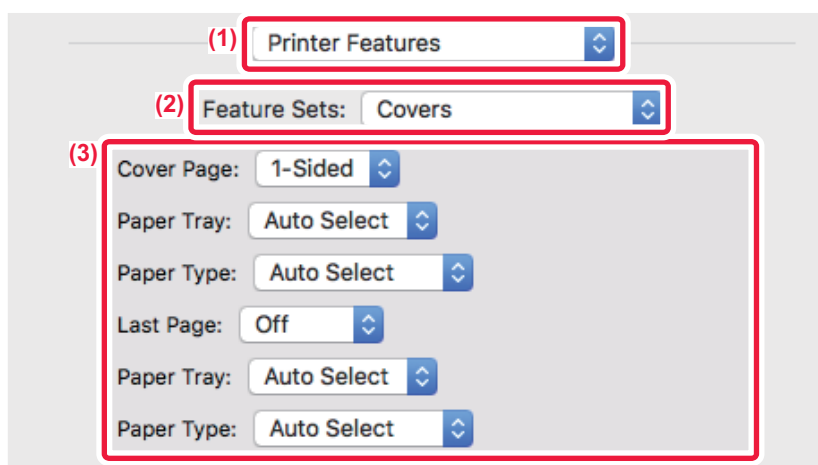 (1) Printer Features
(2) Feature Sets: Covers
(3)
Cover Page: 1-Sided
Paper Tray: Auto Select
Paper Type: Auto Select
Last Page: Off
Paper Tray: Auto Select
Paper Type: Auto Select